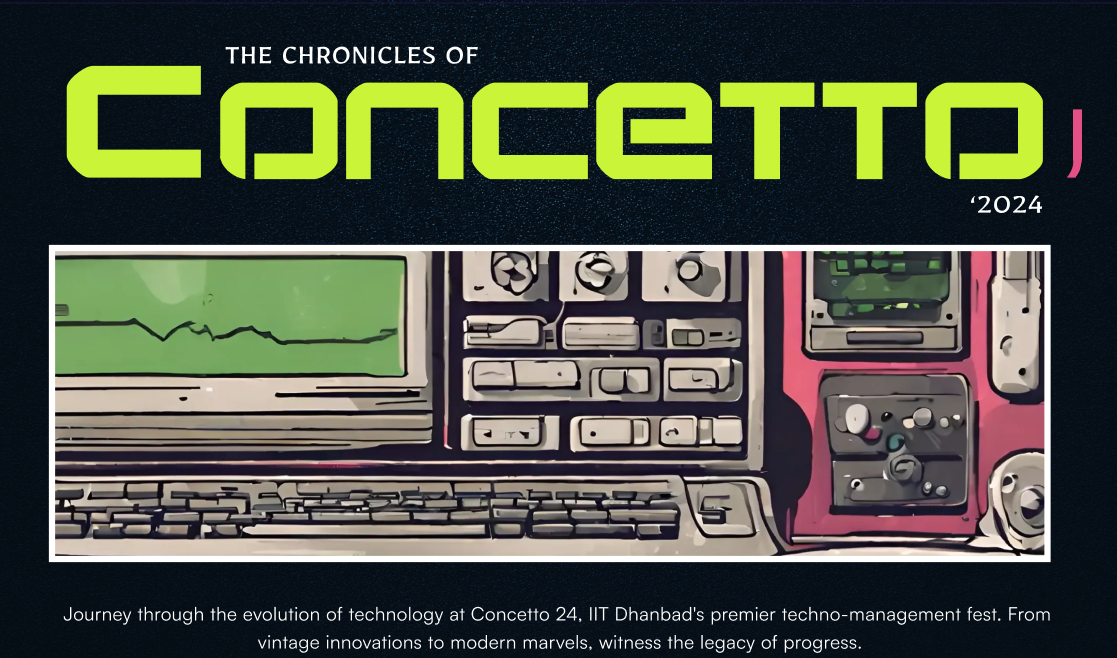 THE CHRONICLES OF
Concetto
‘2024
Journey through the evolution of technology at Concetto 24, IIT Dhanbad's premier techno-management fest. From
vintage innovations to modern marvels, witness the legacy of progress.